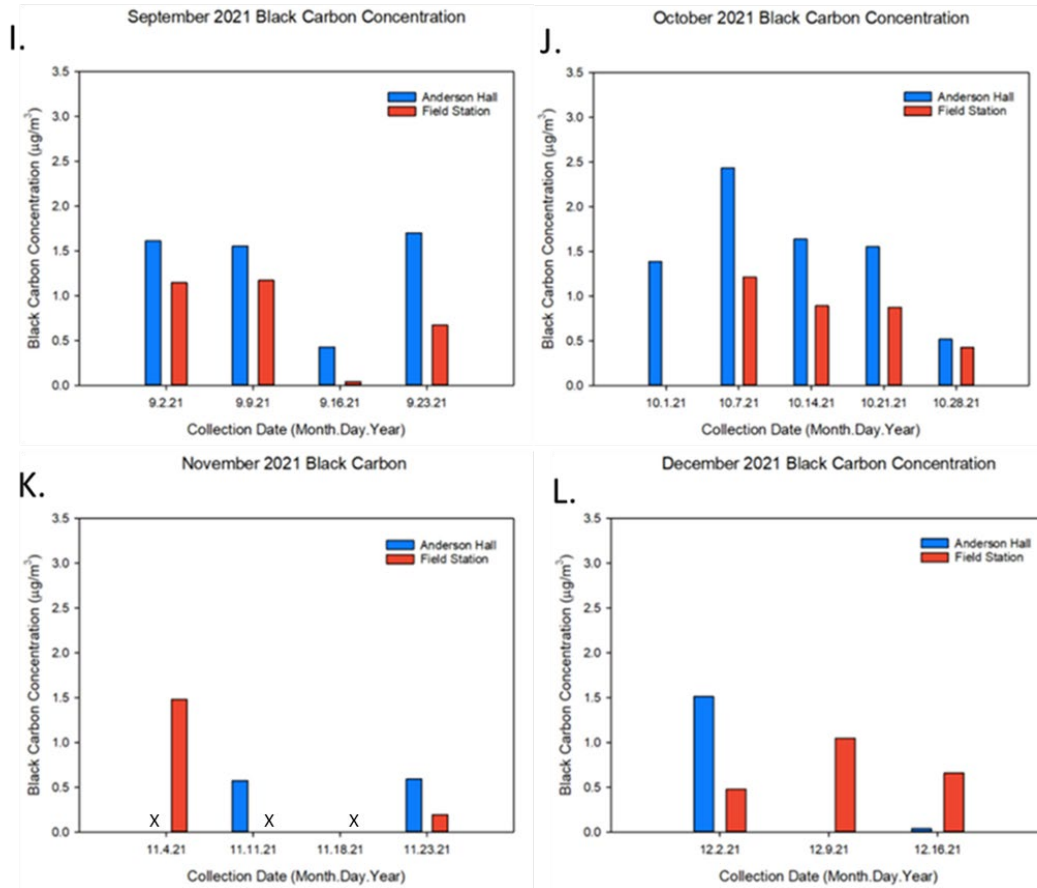 September 2021 Black Carbon Concentration
I.
3.5
3.0
2.5
2.0
1.5
1.0
0.5
0.0
Black Carbon Concentration (µg/m³)
Anderson Hall
Field Station
9.2.21 9.9.21 9.16.21 9.23.21
Collection Date (Month.Day.Year)
October 2021 Black Carbon Concentration
J.
3.5
3.0
2.5
2.0
1.5
1.0
0.5
0.0
Black Carbon Concentration (µg/m³)
Anderson Hall
Field Station
10.1.21 10.7.21 10.14.21 10.21.21 10.28.21
Collection Date (Month.Day.Year)
November 2021 Black Carbon
K.
3.5
3.0
2.5
2.0
1.5
1.0
0.5
0.0
Black Carbon Concentration (µg/m³)
Anderson Hall
Field Station
X X X
11.4.21 11.11.21 11.18.21 11.23.21
Collection Date (Month.Day.Year)
December 2021 Black Carbon Concentration
L.
3.5
3.0
2.5
2.0
1.5
1.0
0.5
0.0
Black Carbon Concentration (µg/m³)
Anderson Hall
Field Station
12.2.21 12.9.21 12.16.21
Collection Date (Month.Day.Year)